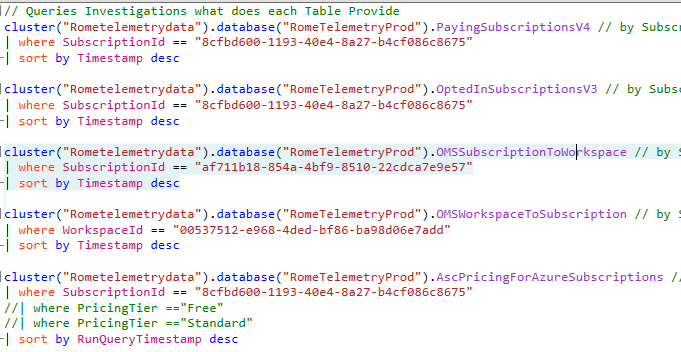 // Queries Investigations what does each Table Provide
cluster("Rometelemetrydata").database("RomeTelemetryProd").PayingSubscriptionsV4 // by Subscr
| where SubscriptionId == "8cfbd600-1193-40e4-8a27-b4cf086c8675"
| sort by Timestamp desc
cluster("Rometelemetrydata").database("RomeTelemetryProd").OptedInSubscriptionsV3 // by Subsc
| where SubscriptionId == "8cfbd600-1193-40e4-8a27-b4cf086c8675"
| sort by Timestamp desc
cluster("Rometelemetrydata").database("RomeTelemetryProd").OMSSubscriptionToWorkspace // by S
| where SubscriptionId == "af711b18-854a-4bf9-8510-22cdca7e9e57"
| sort by Timestamp desc
cluster("Rometelemetrydata").database("RomeTelemetryProd").OMSWorkspaceToSubscription // by S
| where WorkspaceId == "00537512-e968-4ded-bf86-ba98d06e7add"
| sort by Timestamp desc
cluster("Rometelemetrydata").database("RomeTelemetryProd").AscPricingForAzureSubscriptions //
| where SubscriptionId == "8cfbd600-1193-40e4-8a27-b4cf086c8675"
//| where PricingTier =="Free"
//| where PricingTier =="Standard"
| sort by RunQueryTimestamp desc